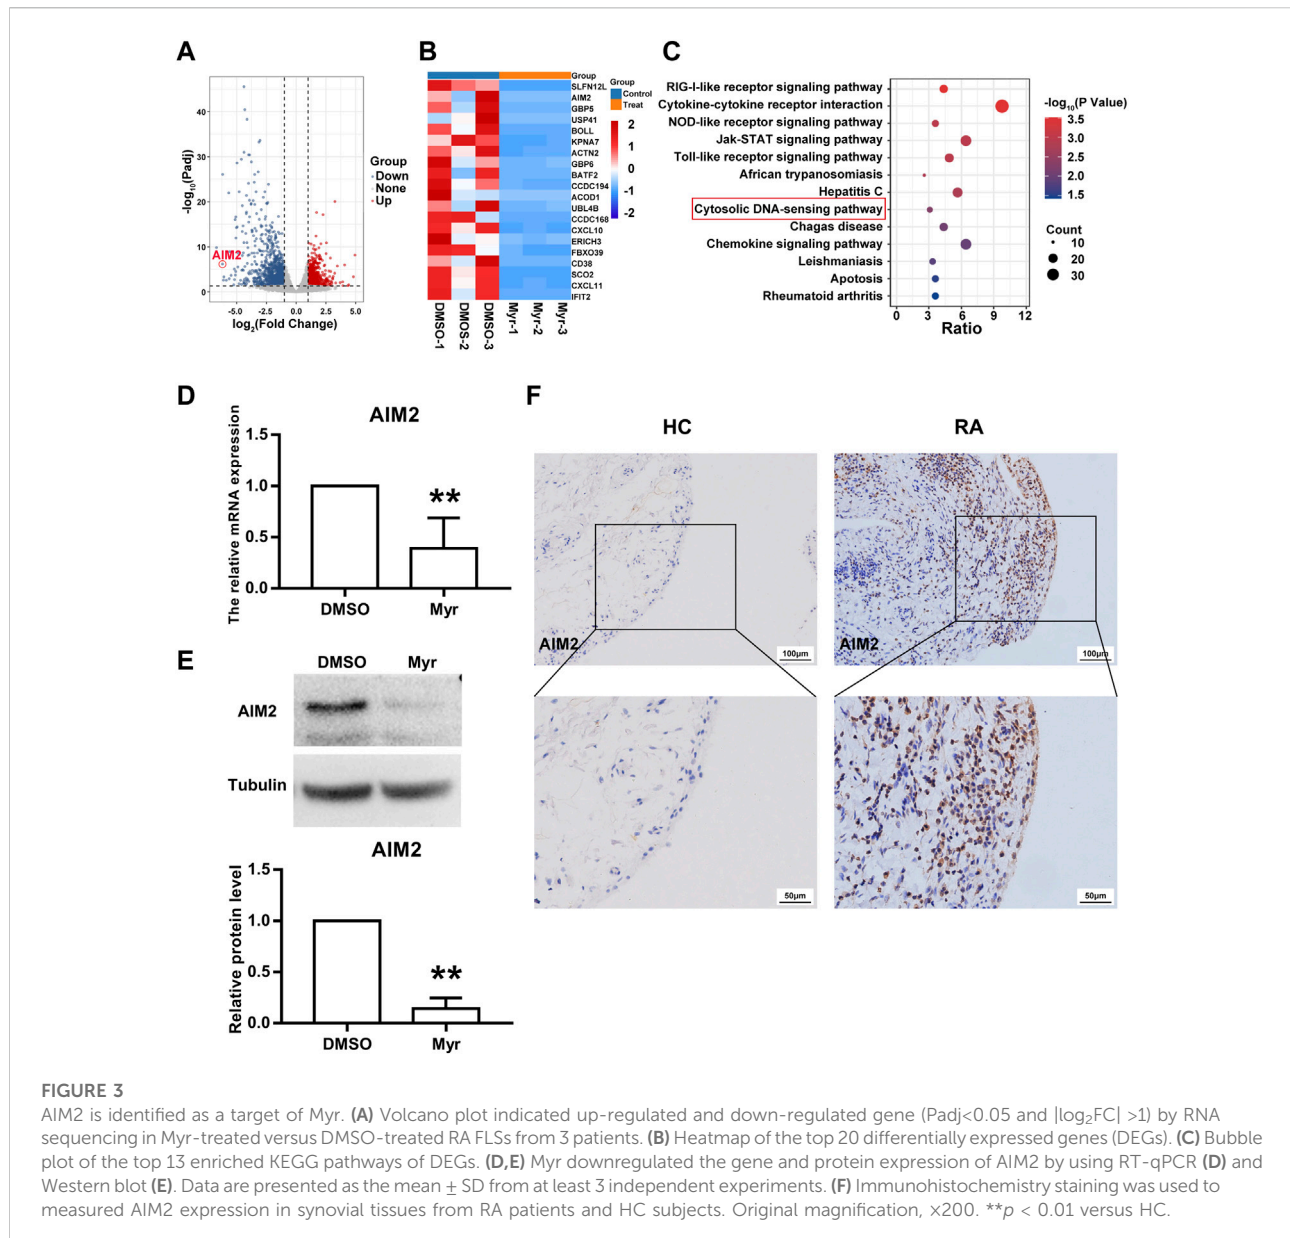 A
-log10(Padj)
40
30
20
10
0
AIM2
-5.0
-2.5
0.0
2.5
5.0
log2(Fold Change)
Group
Down
None
Up
B
Group
SLFN12L
AIM2
GBP5
USP41
BOLL
KPNA7
ACTN2
GBP6
BATF2
CCDC194
ACOD1
UBL4B
CCDC168
CXCL10
ERICH3
FBXO39
CD38
SCO2
CXCL11
IFIT2
DMSO-1
DMOS-2
DMSO-3
Myr-1
Myr-2
Myr-3
Group
Control
Treat
2
1
0
-1
-2
C
RIG-I-like receptor signaling pathway
Cytokine-cytokine receptor interaction
NOD-like receptor signaling pathway
Jak-STAT signaling pathway
Toll-like receptor signaling pathway
African trypanosomiasis
Hepatitis C
Cytosolic DNA-sensing pathway
Chagas disease
Chemokine signaling pathway
Leishmaniasis
Apotosis
Rheumatoid arthritis
0
3
6
9
12
Ratio
-log10(P Value)
3.5
3.0
2.5
2.0
1.5
Count
10
20
30
D
AIM2
The relative mRNA expression
1.5
1.0
0.5
0.0
**
DMSO
Myr
E
DMSO Myr
AIM2
Tubulin
AIM2
Relative protein level
1.5
1.0
0.5
0.0
**
DMSO
Myr
F
HC
RA
AIM2
100μm
AIM2
100μm
50μm
50μm
FIGURE 3
AIM2 is identified as a target of Myr. (A) Volcano plot indicated up-regulated and down-regulated gene (Padj<0.05 and |log2FC| >1) by RNA
sequencing in Myr-treated versus DMSO-treated RA FLSs from 3 patients. (B) Heatmap of the top 20 differentially expressed genes (DEGs). (C) Bubble
plot of the top 13 enriched KEGG pathways of DEGs. (D,E) Myr downregulated the gene and protein expression of AIM2 by using RT-qPCR (D) and
Western blot (E). Data are presented as the mean ± SD from at least 3 independent experiments. (F) Immunohistochemistry staining was used to
measured AIM2 expression in synovial tissues from RA patients and HC subjects. Original magnification, ×200. **p < 0.01 versus HC.